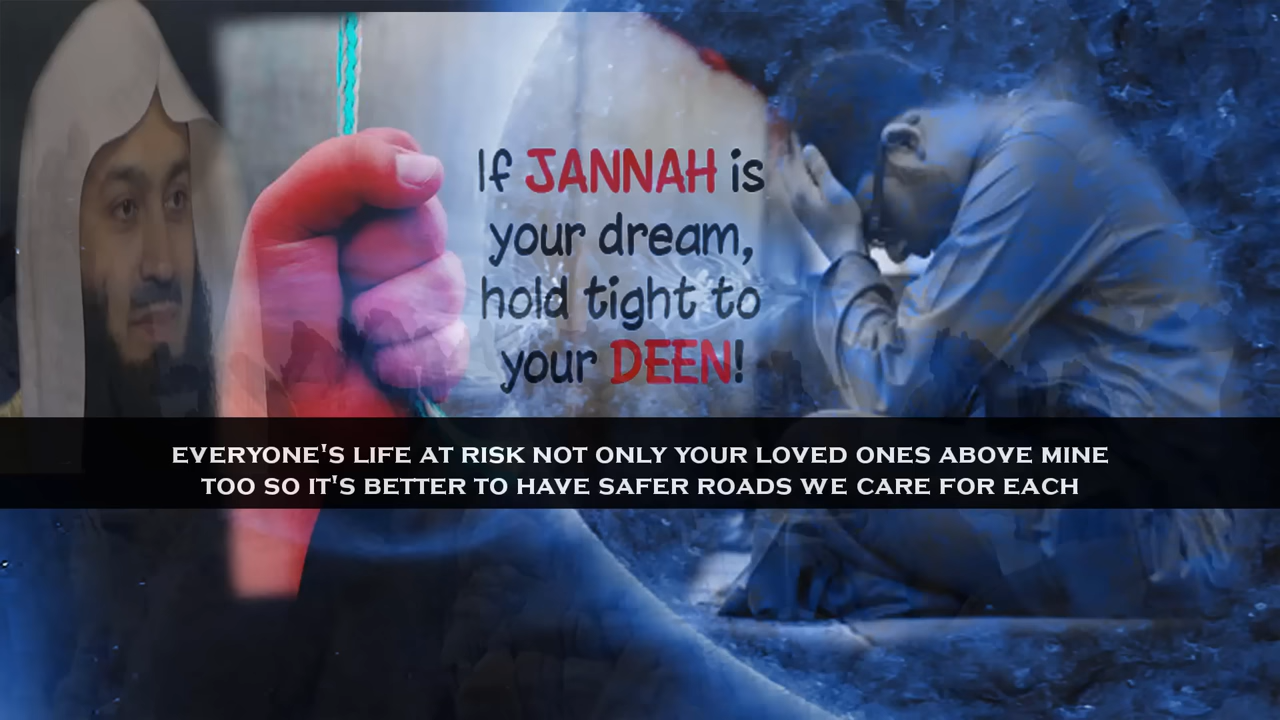 If JANNAH is
your dream,
hold tight to
your DEEN!
EVERYONE'S LIFE AT RISK NOT ONLY YOUR LOVED ONES ABOVE MINE
TOO SO IT'S BETTER TO HAVE SAFER ROADS WE CARE FOR EACH